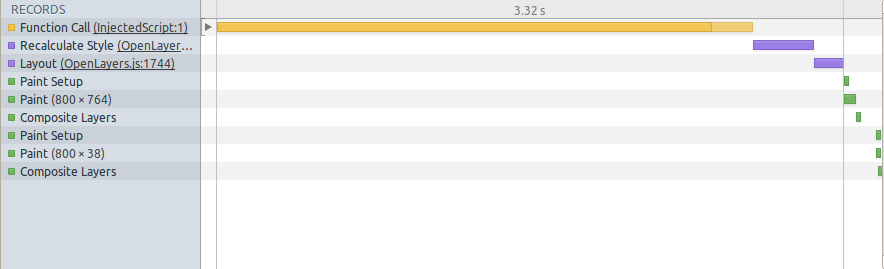 RECORDS
3.32 s
Function Call (InjectedScript:1)
Recalculate Style (OpenLayer...
Layout (OpenLayers.js:1744)
Paint Setup
Paint (800 × 764)
Composite Layers
Paint Setup
Paint (800 × 38)
Composite Layers